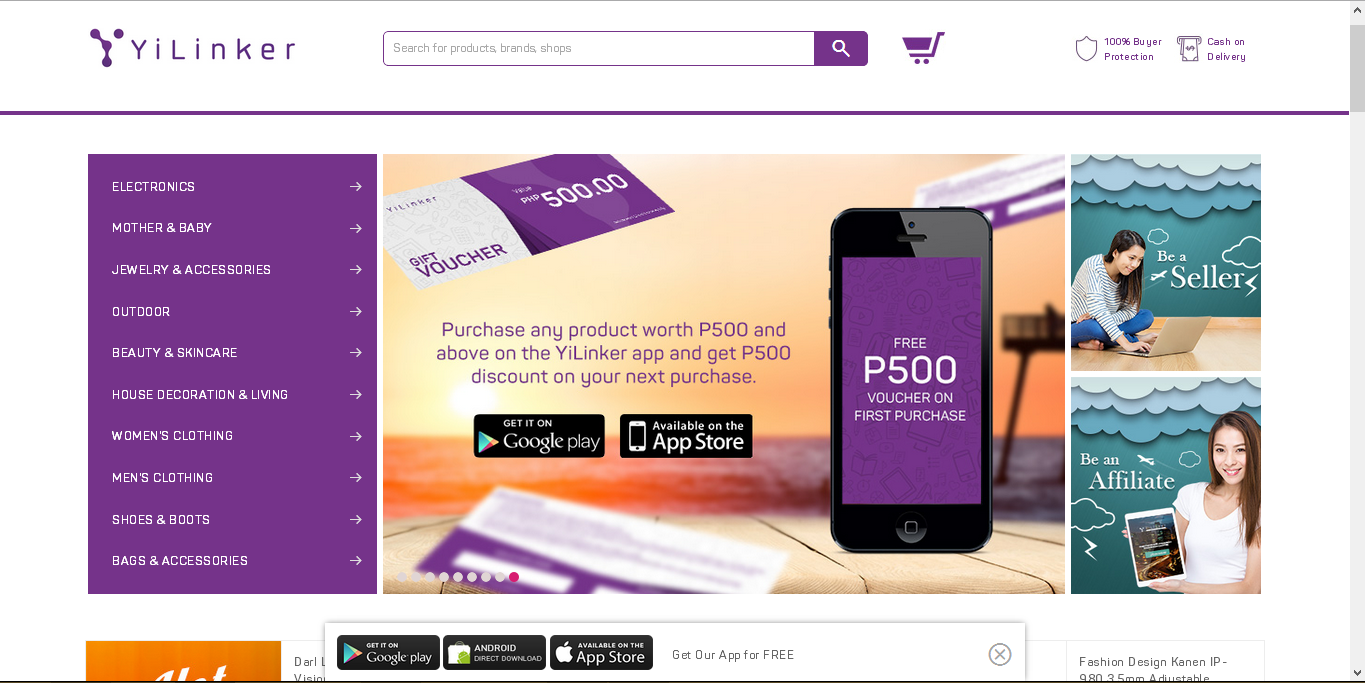 YiLinker
Search for products, brands, shops
100% Buyer
Protection
Cash on
Delivery
ELECTRONICS
MOTHER & BABY
JEWELRY & ACCESSORIES
OUTDOOR
BEAUTY & SKINCARE
HOUSE DECORATION & LIVING
WOMEN'S CLOTHING
MEN'S CLOTHING
SHOES & BOOTS
BAGS & ACCESSORIES
YiLinker
Value
PHP 500.00
GIFT
VOUCHER
Purchase any product worth P500 and
above on the YiLinker app and get P500
discount on your next purchase.
GET IT ON
Google play
Available on the
App Store
FREE
P500
VOUCHER ON
FIRST PURCHASE
Be a
Seller
Be an
Affiliate
Hot
Darl
Fashion Design Kanen IP-
980 3.5mm Adjustable
GET IT ON
Google play
ANDROID
DIRECT DOWNLOAD
AVAILABLE ON THE
App Store
Get Our App for FREE